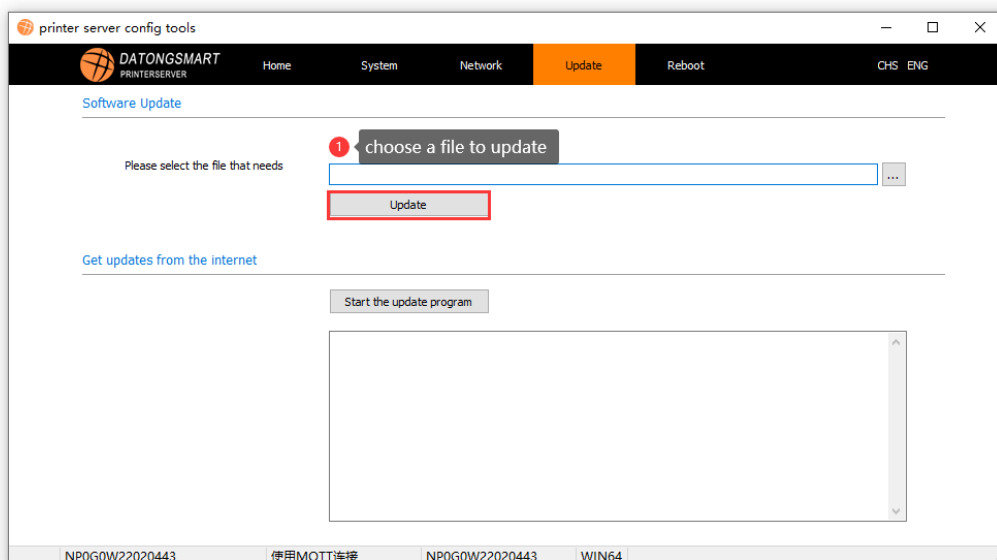 printer server config tools
DATONGSMART
PRINTERSERVER
Home System Network Update Reboot CHS ENG
Software Update
1 choose a file to update
Please select the file that needs
...
Update
Get updates from the internet
Start the update program
NP0G0W22020443 使用MQTT连接 NP0G0W22020443 WIN64